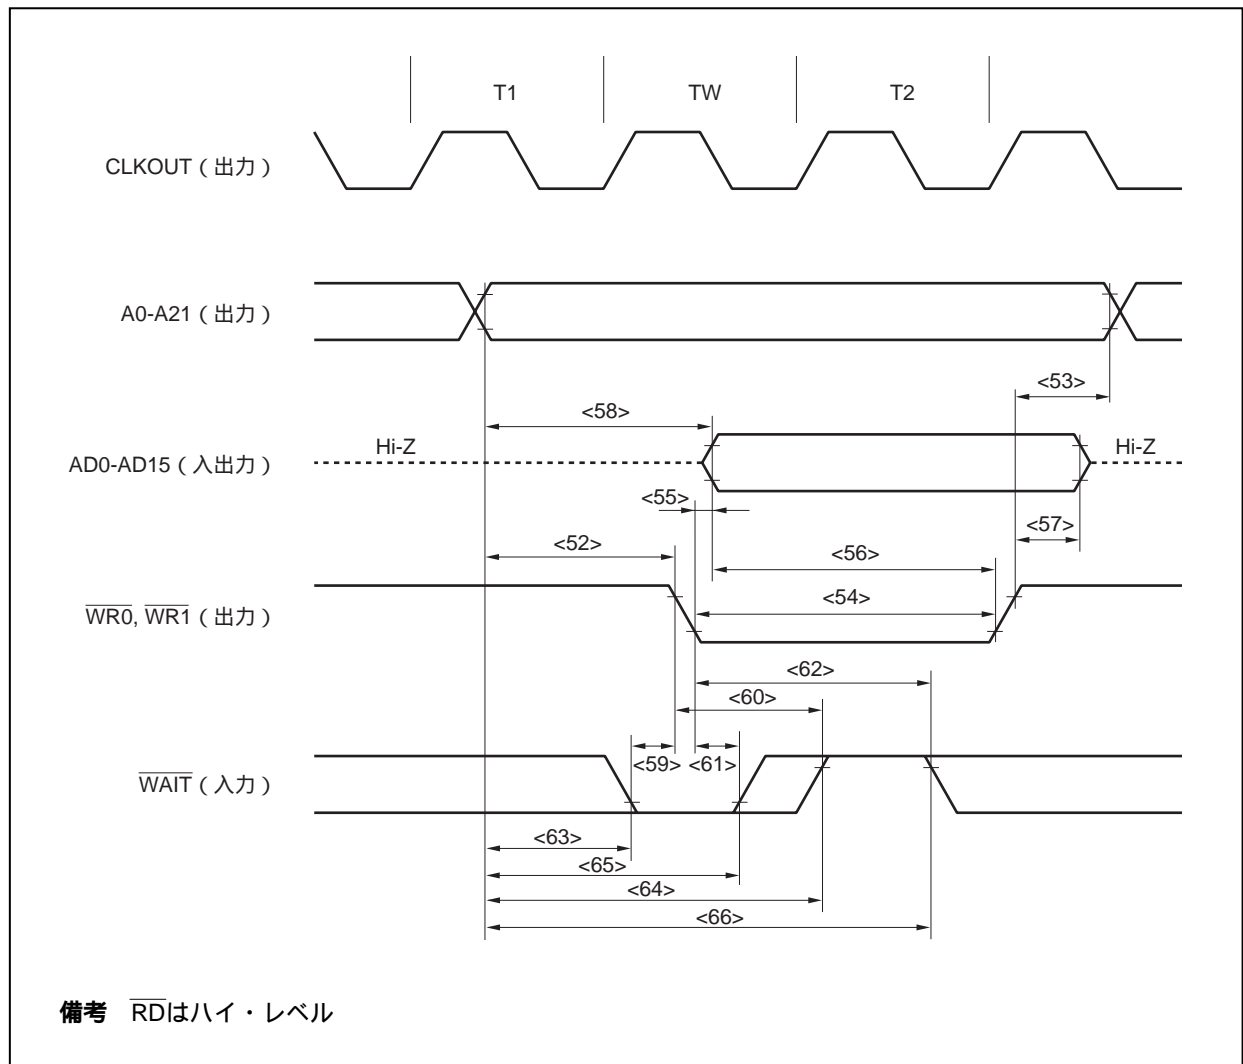 T1 TW T2
CLKOUT（出力）
A0-A21（出力）
<53>
<58>
Hi-Z Hi-Z
AD0-AD15（入出力）
<55>
<57>
<52> <56>
<54>
WR0, WR1（出力）
<62>
<60>
<59> <61>
WAIT（入力）
<63>
<65>
<64>
<66>
備考 RDはハイ・レベル